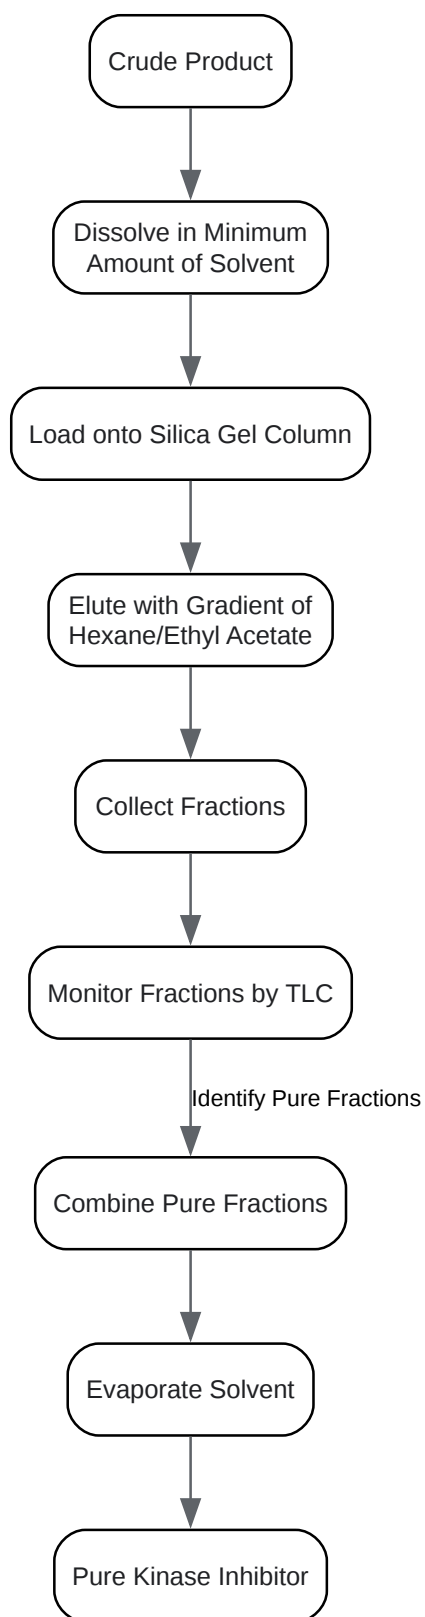 Crude Product
Dissolve in Minimum
Amount of Solvent
Load onto Silica Gel Column
Elute with Gradient of
Hexane/Ethyl Acetate
Collect Fractions
Monitor Fractions by TLC
Identify Pure Fractions
Combine Pure Fractions
Evaporate Solvent
Pure Kinase Inhibitor